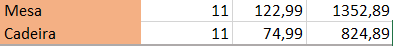 Mesa 11 122,99 1352,89
Cadeira 11 74,99 824,89